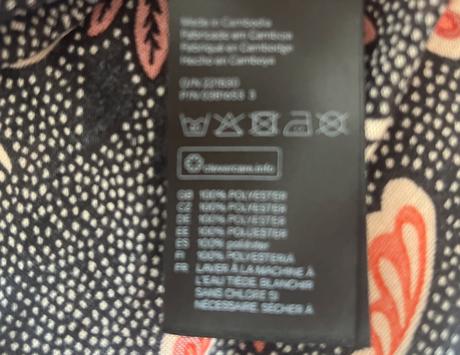 Made in Cambodia
Fabricado em Camboja
Fabriqué en Cambodge
Hecho en Camboya
O/N
P/N
clevercare.info
GB 100% POLYESTER
CZ 100% POLYESTER
DE 100% POLYESTER
EE 100% POLÜESTER
ES 100% poliéster
FI 100% POLYESTERIA
FR LAVER À LA MACHINE À
L'EAU TIÈDE BLANCHIR
SANS CHLORE SI
NÉCESSAIRE SÉCHER À